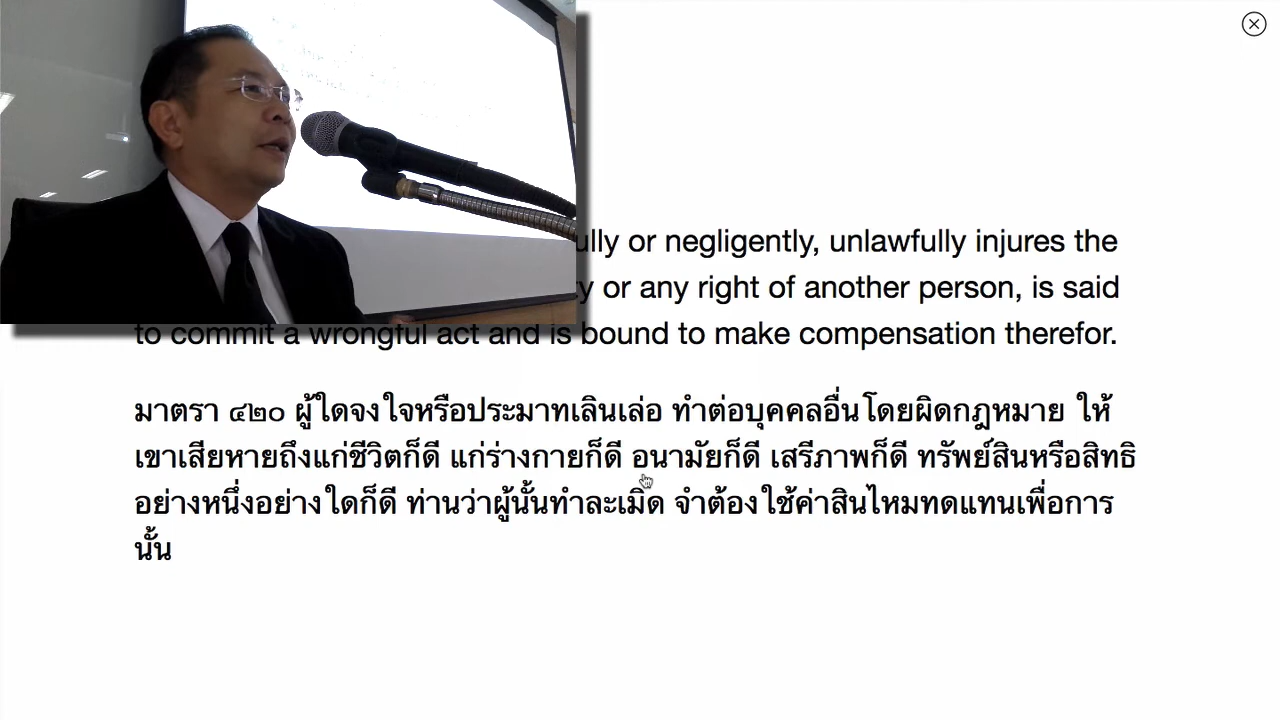 or negligently, unlawfully injures the
or any right of another person, is said
to commit a wrongful act and is bound to make compensation therefor.
มาตรา ๔๒๐ ผู้ใดจงใจหรือประมาทเลินเล่อ ทำต่อบุคคลอื่นโดยผิดกฎหมาย ให้
เขาเสียหายถึงแก่ชีวิตก็ดี แก่ร่างกายก็ดี อนามัยก็ดี เสรีภาพก็ดี ทรัพย์สินหรือสิทธิ
อย่างหนึ่งอย่างใดก็ดี ท่านว่าผู้นั้นทำละเมิด จำต้องใช้ค่าสินไหมทดแทนเพื่อการ
นั้น